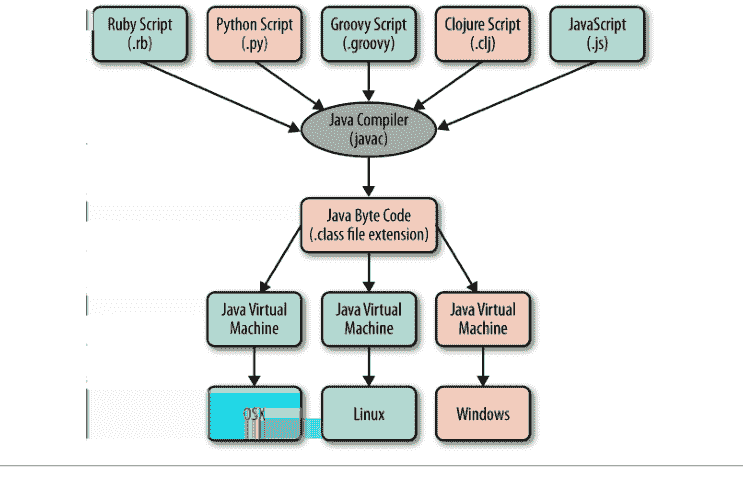 Ruby Script
(.rb)
Python Script
(.py)
Groovy Script
(.groovy)
Clojure Script
(.clj)
JavaScript
(.js)
Java Compiler
(javac)
Java Byte Code
(.class file extension)
Java Virtual
Machine
Java Virtual
Machine
Java Virtual
Machine
OSX
Linux
Windows